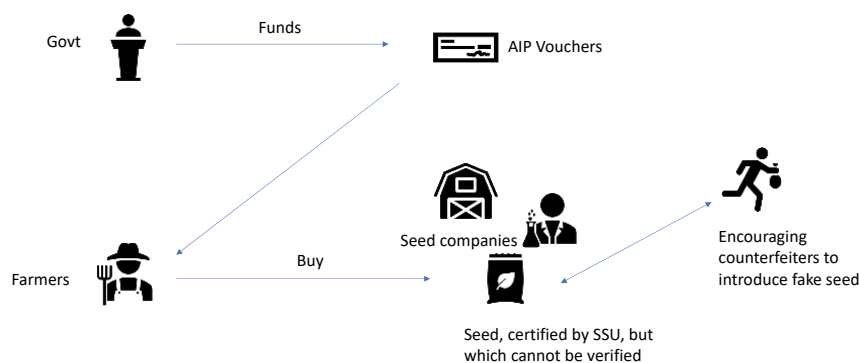 Govt
Funds
AIP Vouchers
Seed companies
Farmers
Buy
Encouraging
counterfeiters to
introduce fake seed
Seed, certified by SSU, but
which cannot be verified